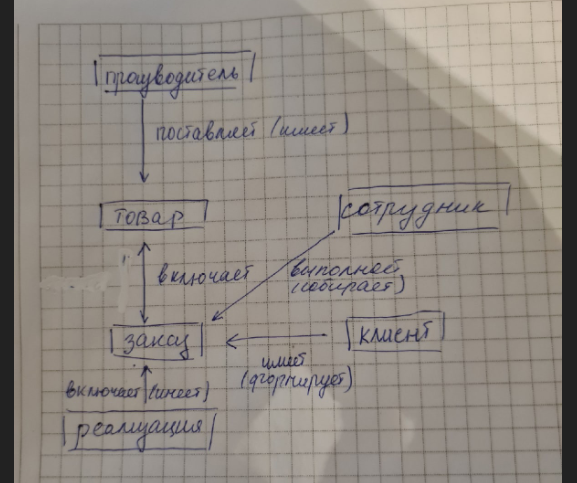 производитель
поставляет (имеет)
товар
сотрудник
включает
выполняет
(собирает)
заказ
клиент
имеет
(формирует)
включает (имеет)
реализация